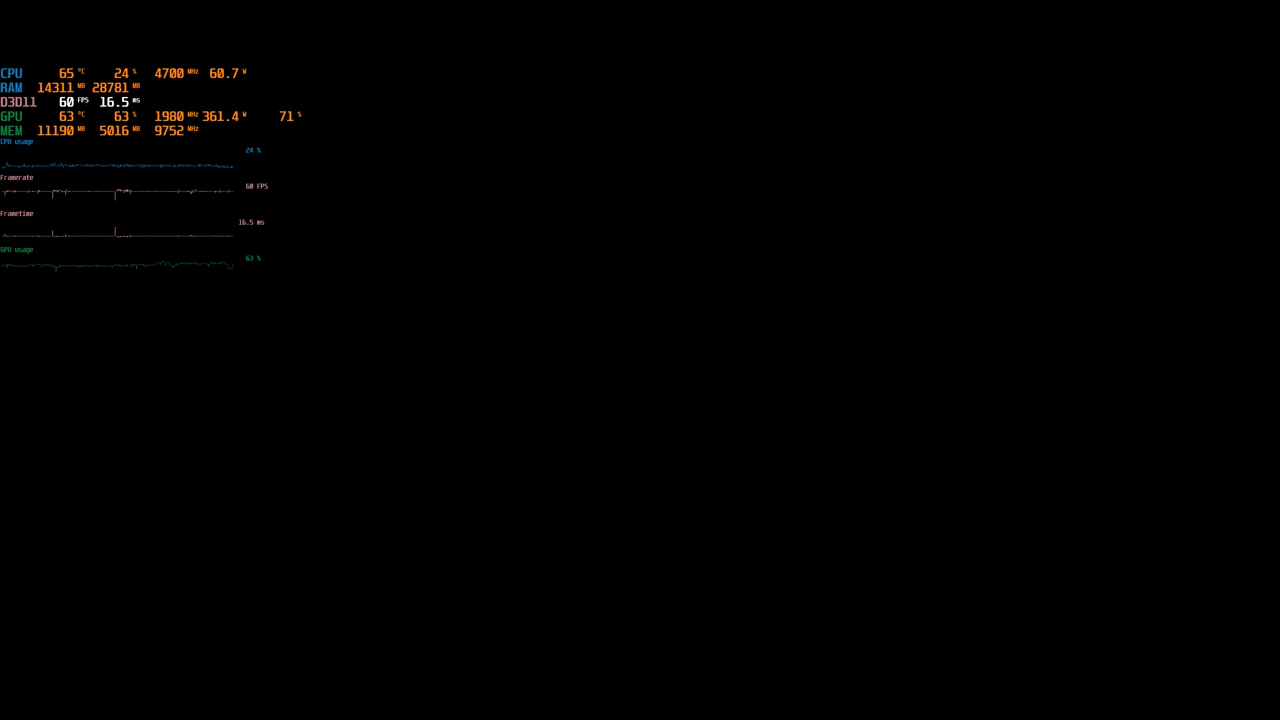 CPU 65 °C 24 % 4700 MHz 60.7 W
RAM 14311 MB 28781 MB
D3D11 60 FPS 16.5 ms
GPU 63 °C 63 % 1980 MHz 361.4 W 71 %
MEM 11190 MB 5016 MB 9752 MHz
CPU usage
24 %
Framerate
60 FPS
Frametime
16.5 ms
GPU usage
63 %